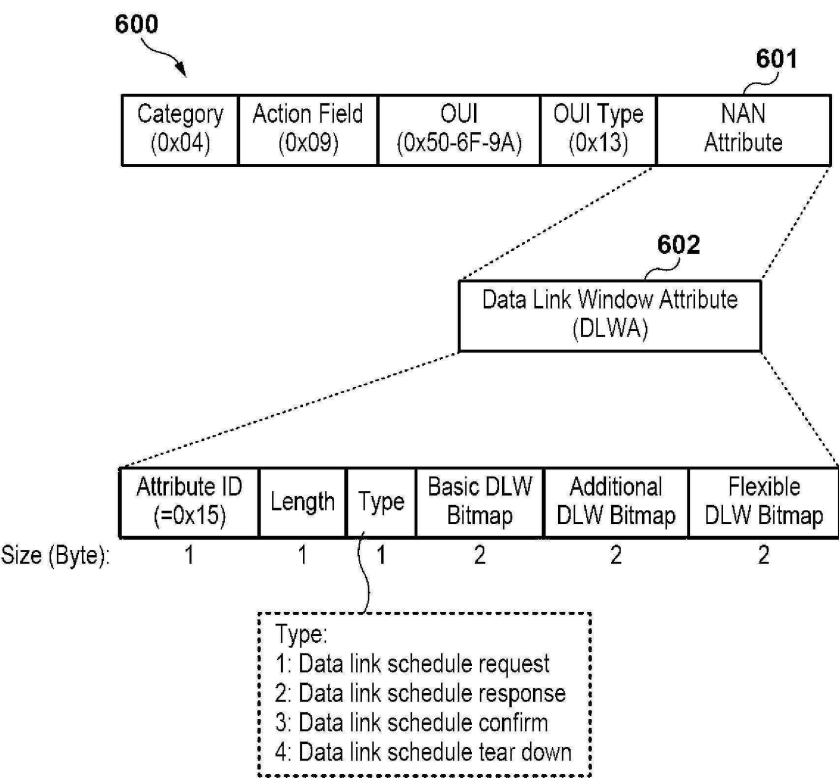 600
601
Category
(0x04)
Action Field
(0x09)
OUI
(0x50-6F-9A)
OUI Type
(0x13)
NAN
Attribute
602
Data Link Window Attribute
(DLWA)
Attribute ID
(=0x15)
Length
Type
Basic DLW
Bitmap
Additional
DLW Bitmap
Flexible
DLW Bitmap
Size (Byte): 1 1 1 2 2 2
Type:
1: Data link schedule request
2: Data link schedule response
3: Data link schedule confirm
4: Data link schedule tear down